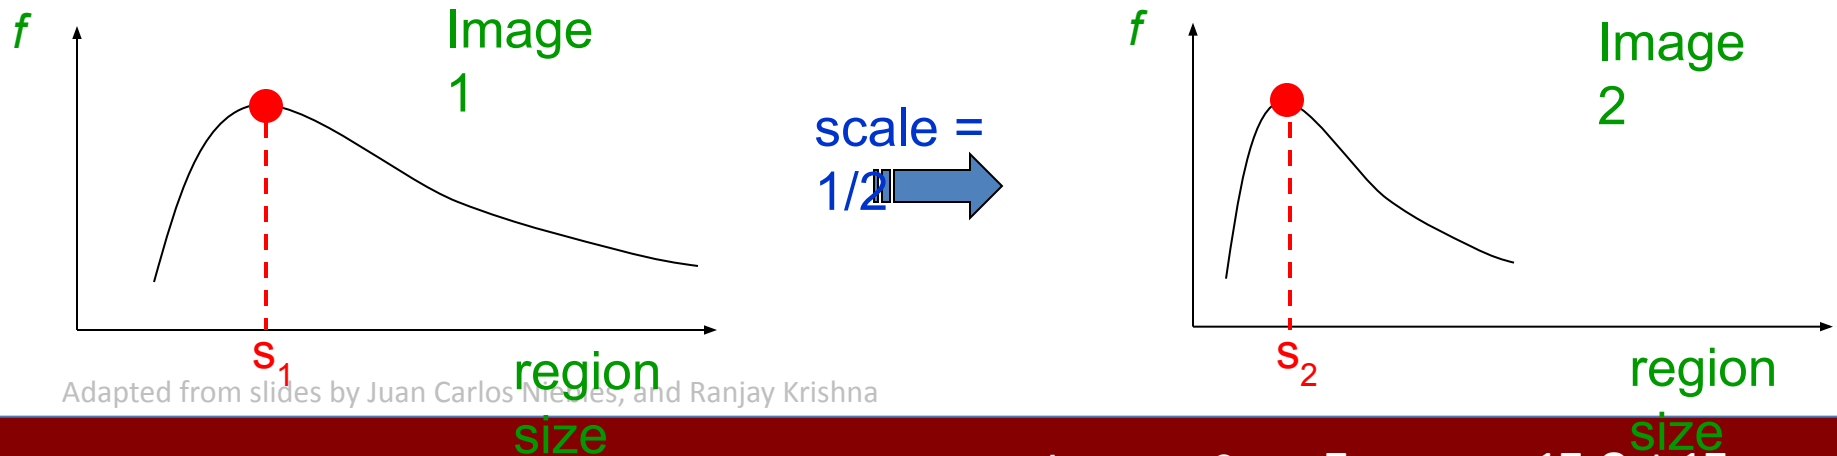 f
Image
1
scale =
1/2
f
Image
2
s1
region
size
s2
region
size
Adapted from slides by Juan Carlos Niebles, and Ranjay Krishna